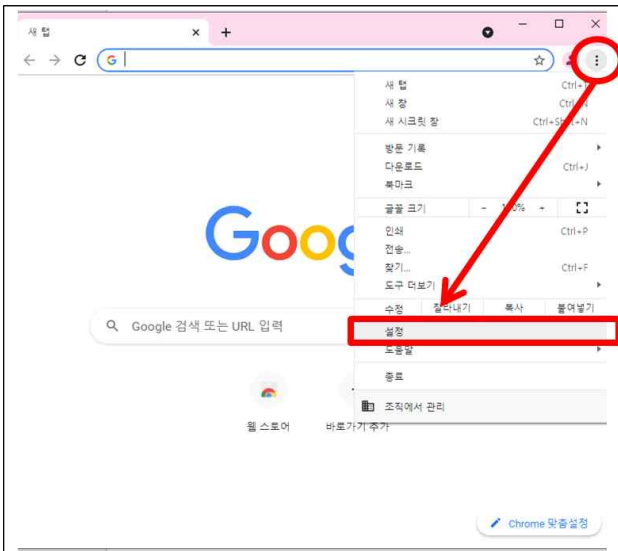 새 탭
새 탭
새 창
새 시크릿 창
방문 기록
다운로드 Ctrl+J
북마크
글꼴 크기 - +
인쇄 Ctrl+P
전송...
찾기... Ctrl+F
도구 더보기
수정 잘라내기 복사 붙여넣기
설정
도움말
종료
조직에서 관리
Goo
Google 검색 또는 URL 입력
웹 스토어 바로가기 추가
Chrome 맞춤설정